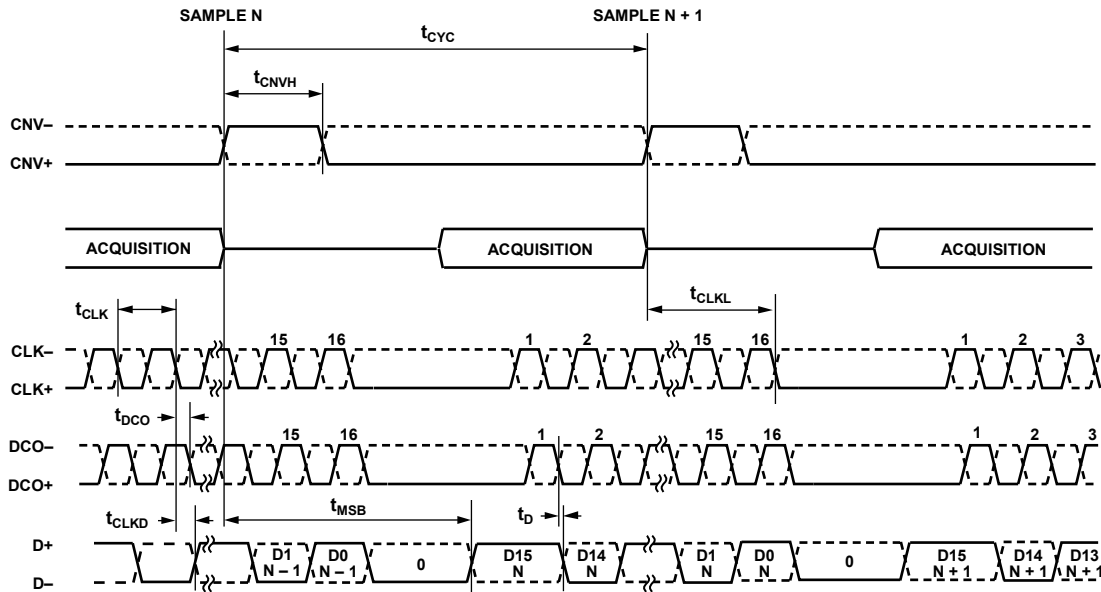 SAMPLE N SAMPLE N + 1
tCYC
tCNVH
CNV–
CNV+
ACQUISITION ACQUISITION ACQUISITION
tCLK tCLKL
15 16 1 2 15 16 1 2 3
CLK–
CLK+
tDCO
15 16 1 2 15 16 1 2 3
DCO–
DCO+
tCLKD tMSB tD
D+
D–
D1
N – 1
D0
N – 1
0
D15
N
D14
N
D1
N
D0
N
0
D15
N + 1
D14
N + 1
D13
N + 1